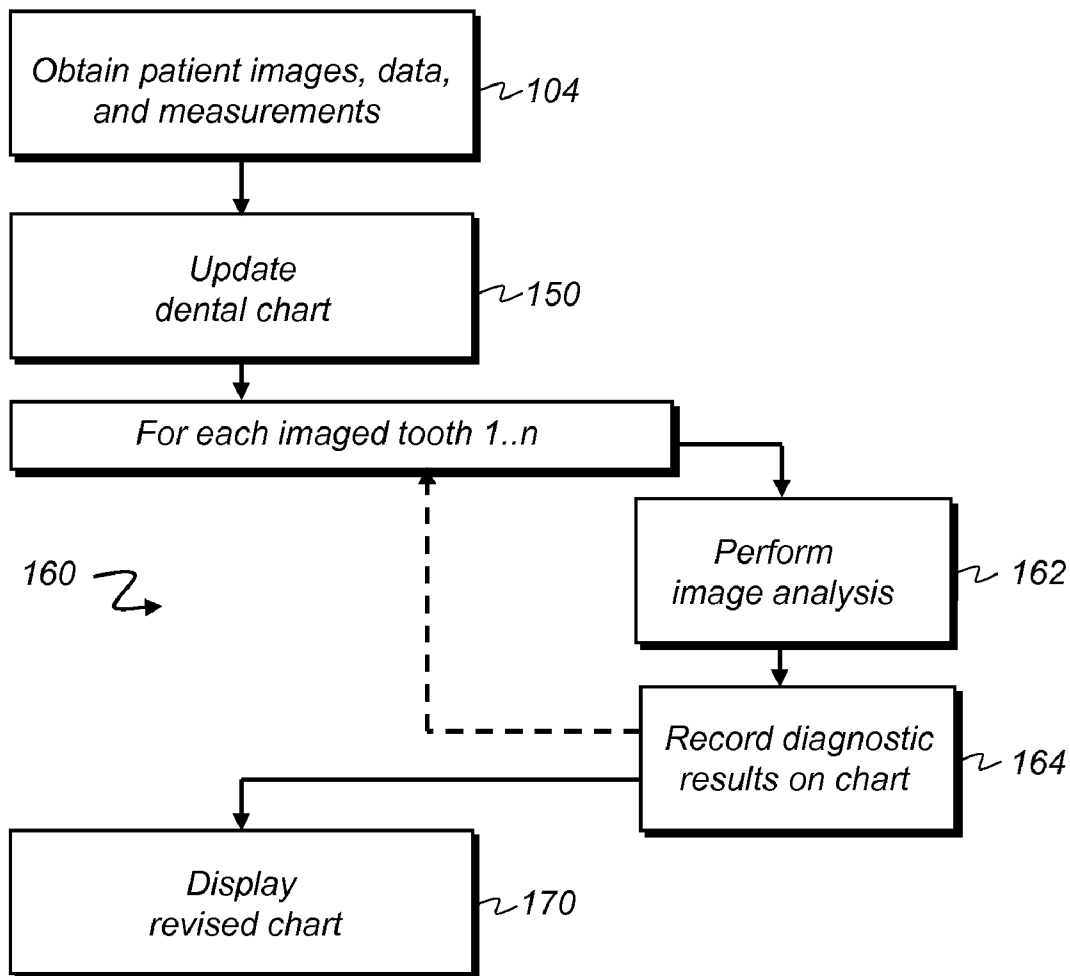 Obtain patient images, data,
and measurements
104
Update
dental chart
150
For each imaged tooth 1..n
160
Perform
image analysis
162
Record diagnostic
results on chart
164
Display
revised chart
170